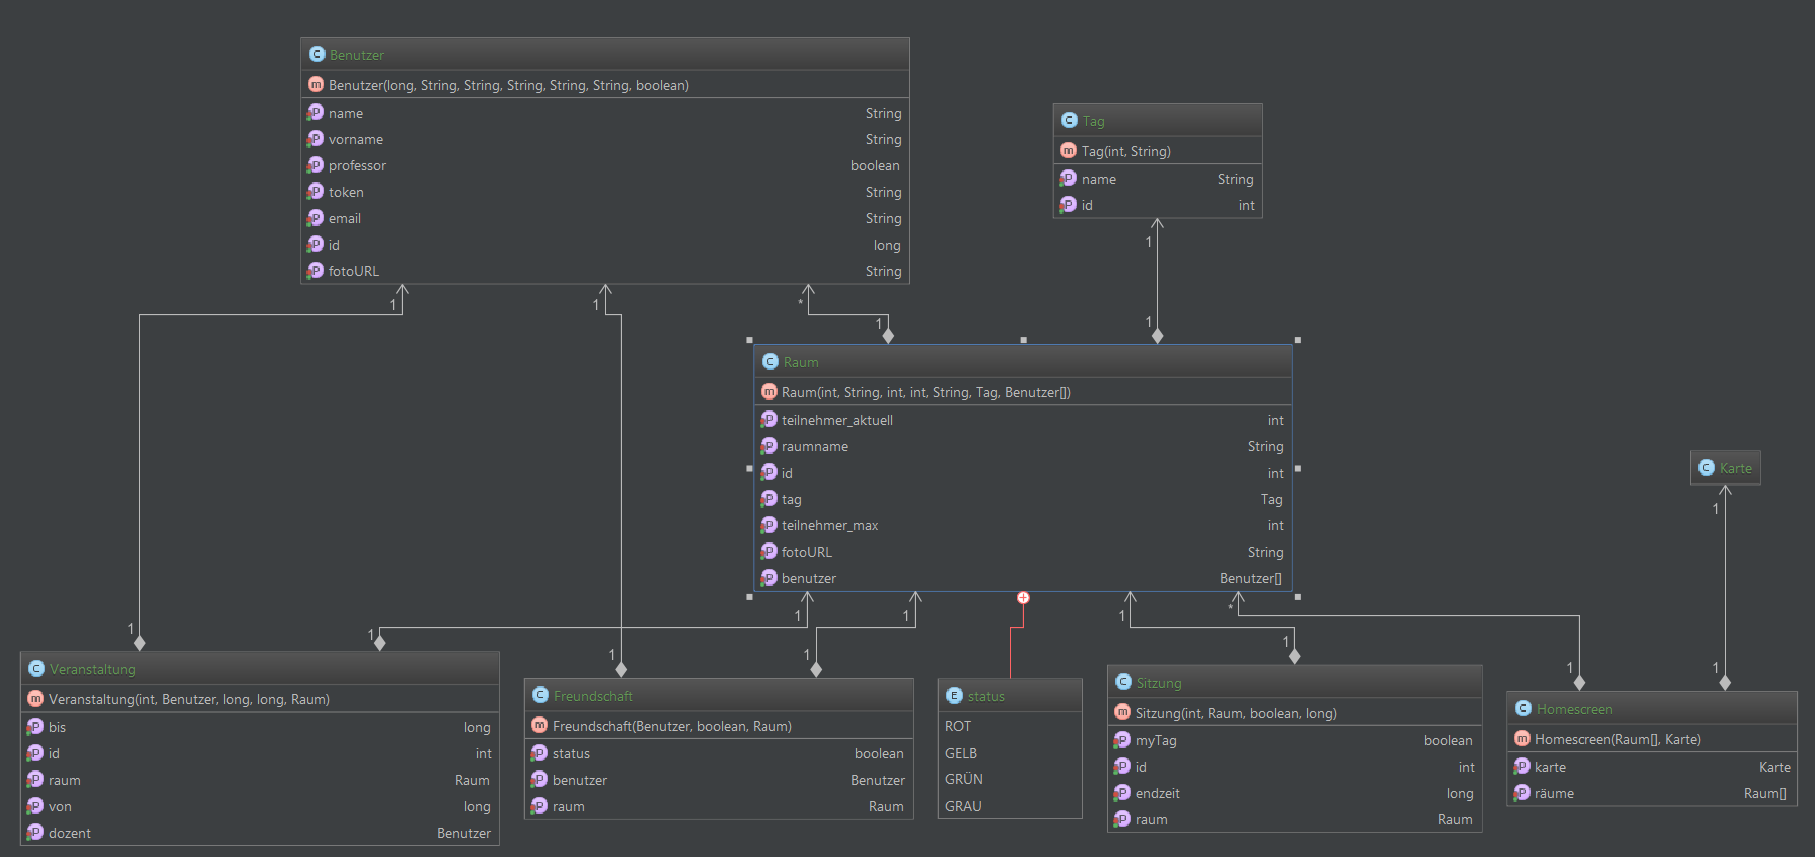 Benutzer
Benutzer(long, String, String, String, String, String, boolean)
name String
vorname String
professor boolean
token String
email String
id long
fotoURL String
Tag
Tag(int, String)
name String
id int
1
1
*
1
1
1
Raum
Raum(int, String, int, int, String, Tag, Benutzer[])
teilnehmer_aktuell int
raumname String
id int
tag Tag
teilnehmer_max int
fotoURL String
benutzer Benutzer[]
Karte
1
1
1
1
*
1
1
1
1
1
1
1
Veranstaltung
Veranstaltung(int, Benutzer, long, long, Raum)
bis long
id int
raum Raum
von long
dozent Benutzer
Freundschaft
Freundschaft(Benutzer, boolean, Raum)
status boolean
benutzer Benutzer
raum Raum
status
ROT
GELB
GRÜN
GRAU
Sitzung
Sitzung(int, Raum, boolean, long)
myTag boolean
id int
endzeit long
raum Raum
Homescreen
Homescreen(Raum[], Karte)
karte Karte
räume Raum[]